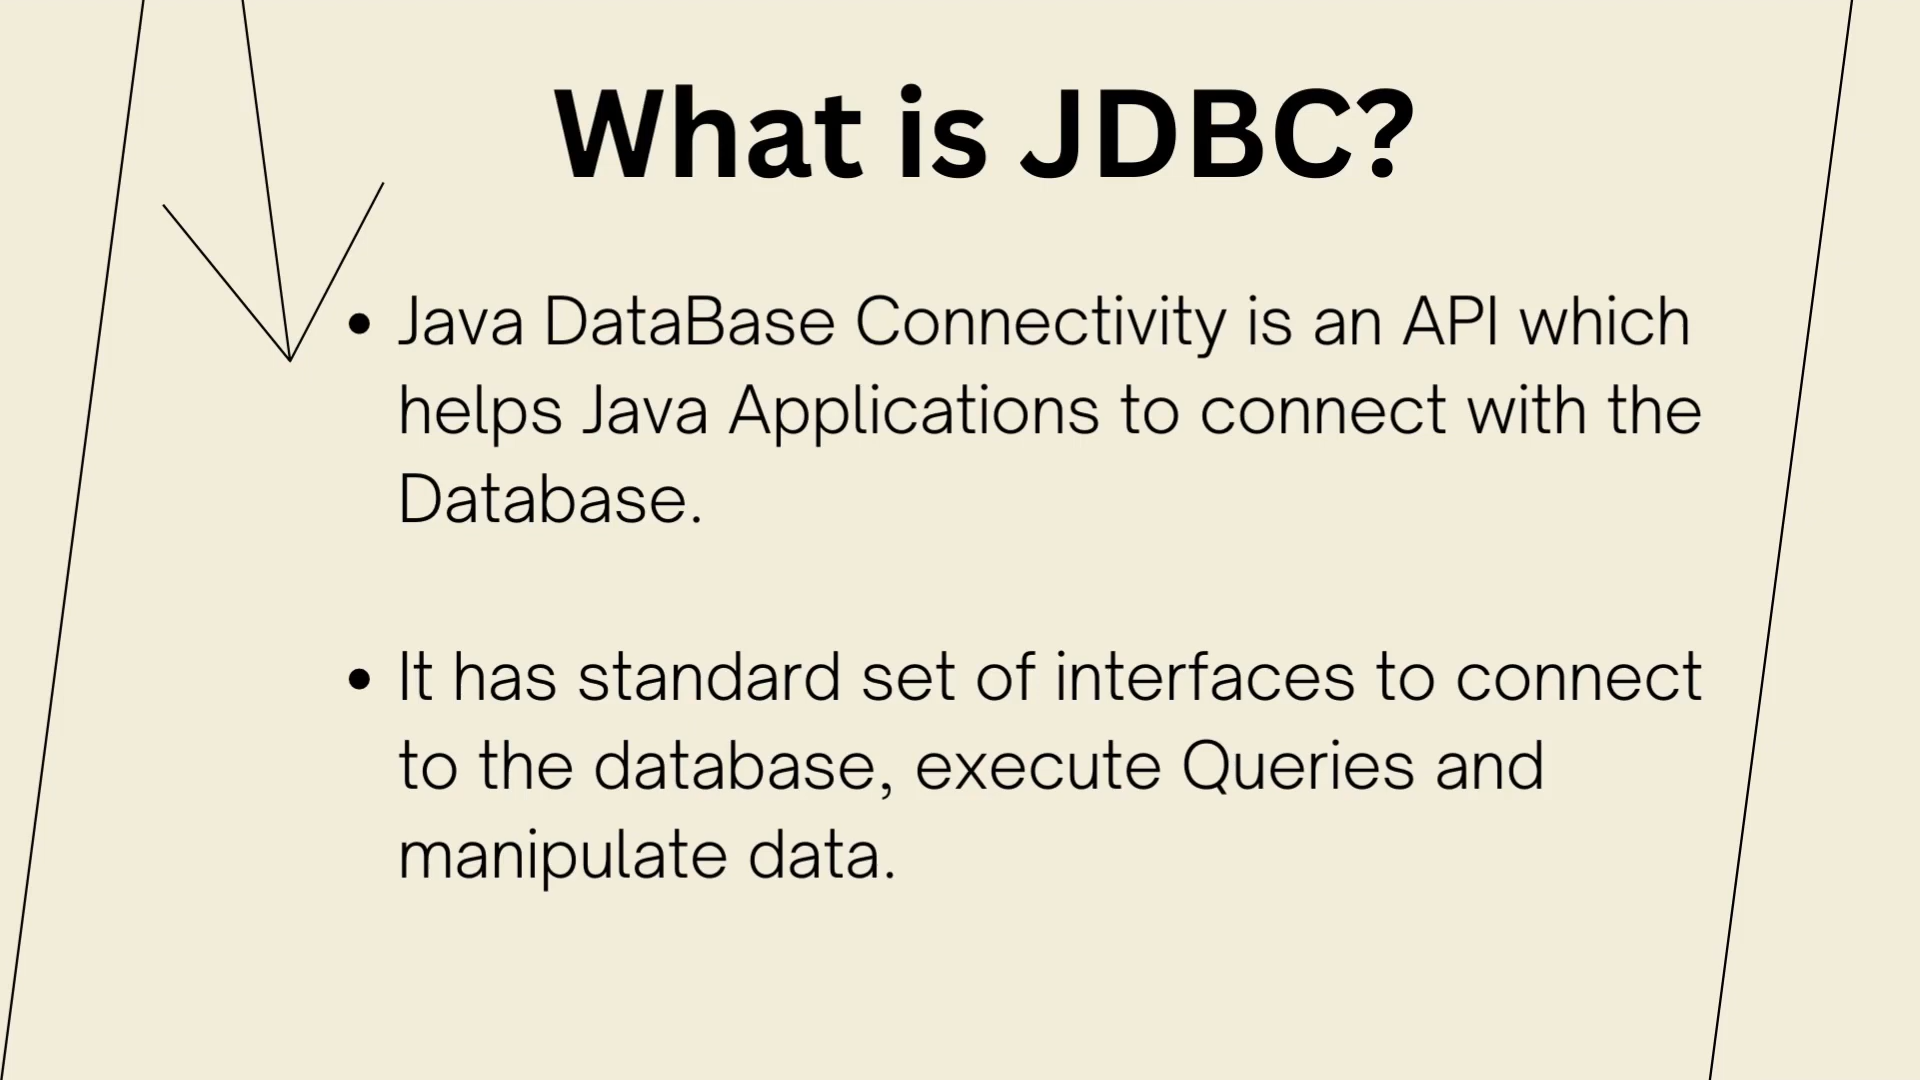 What is JDBC?
• Java DataBase Connectivity is an API which
helps Java Applications to connect with the
Database.
• It has standard set of interfaces to connect
to the database, execute Queries and
manipulate data.